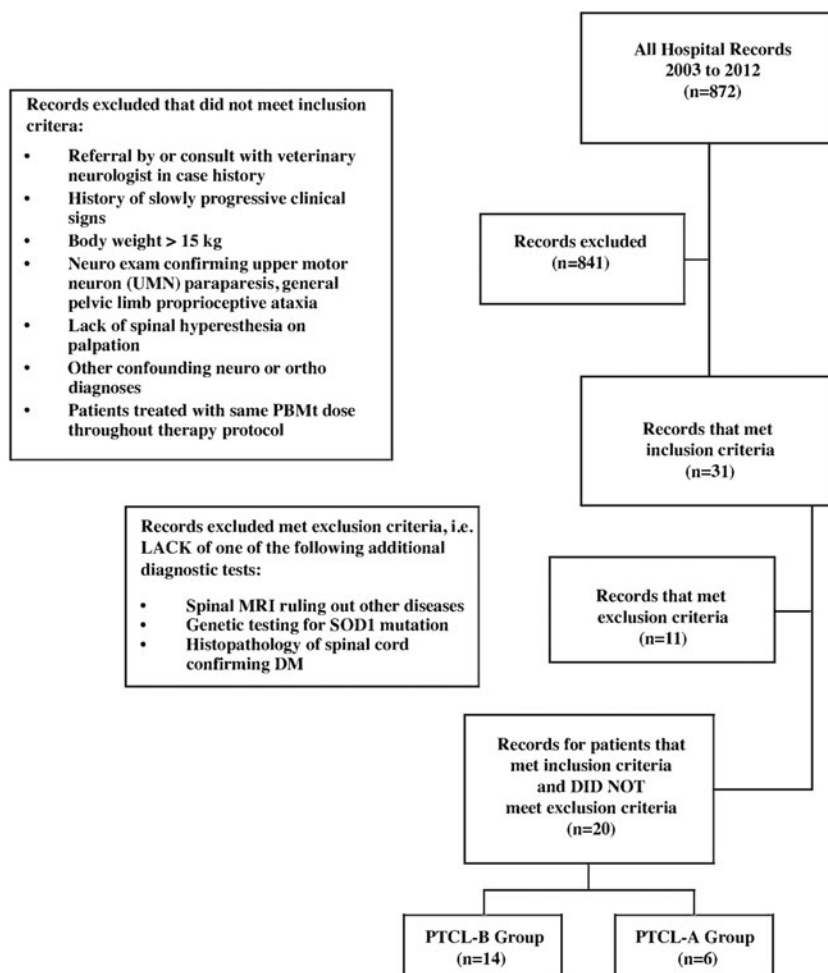 All Hospital Records
2003 to 2012
(n=872)
Records excluded that did not meet inclusion
critera:
• Referral by or consult with veterinary
neurologist in case history
• History of slowly progressive clinical
signs
• Body weight > 15 kg
• Neuro exam confirming upper motor
neuron (UMN) paraparesis, general
pelvic limb proprioceptive ataxia
• Lack of spinal hyperesthesia on
palpation
• Other confounding neuro or ortho
diagnoses
• Patients treated with same PBMt dose
throughout therapy protocol
Records excluded
(n=841)
Records that met
inclusion criteria
(n=31)
Records excluded met exclusion criteria, i.e.
LACK of one of the following additional
diagnostic tests:
• Spinal MRI ruling out other diseases
• Genetic testing for SOD1 mutation
• Histopathology of spinal cord
confirming DM
Records that met
exclusion criteria
(n=11)
Records for patients that
met inclusion criteria
and DID NOT
meet exclusion criteria
(n=20)
PTCL-B Group
(n=14)
PTCL-A Group
(n=6)